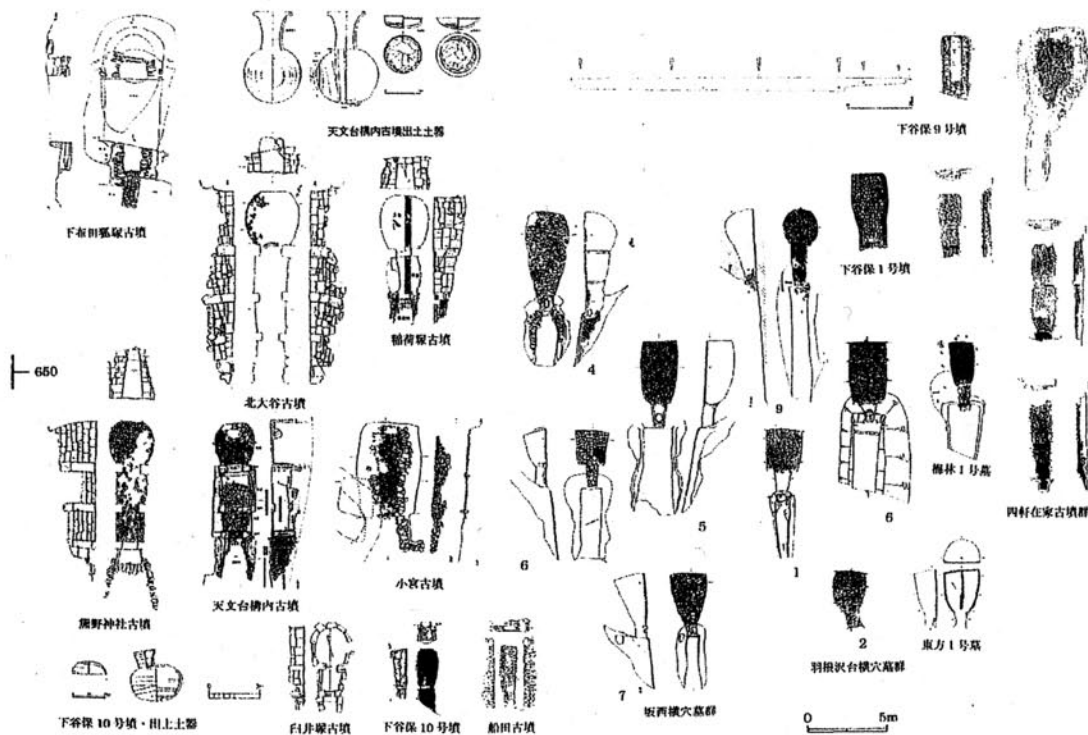 天文台構内古墳出土土器
下谷保9号墳
下布田狐塚古墳
下谷保1号墳
稲荷塚古墳
4
650
北大谷古墳
9
梅林1号墓
5
6
四軒在家古墳群
6
1
小宮古墳
熊野神社古墳
天文台構内古墳
2
東方1号墓
羽根沢台横穴墓群
7
坂西横穴墓群
下谷保10号墳・出土土器
臼井塚古墳
下谷保10号墳
船田古墳
0 5m